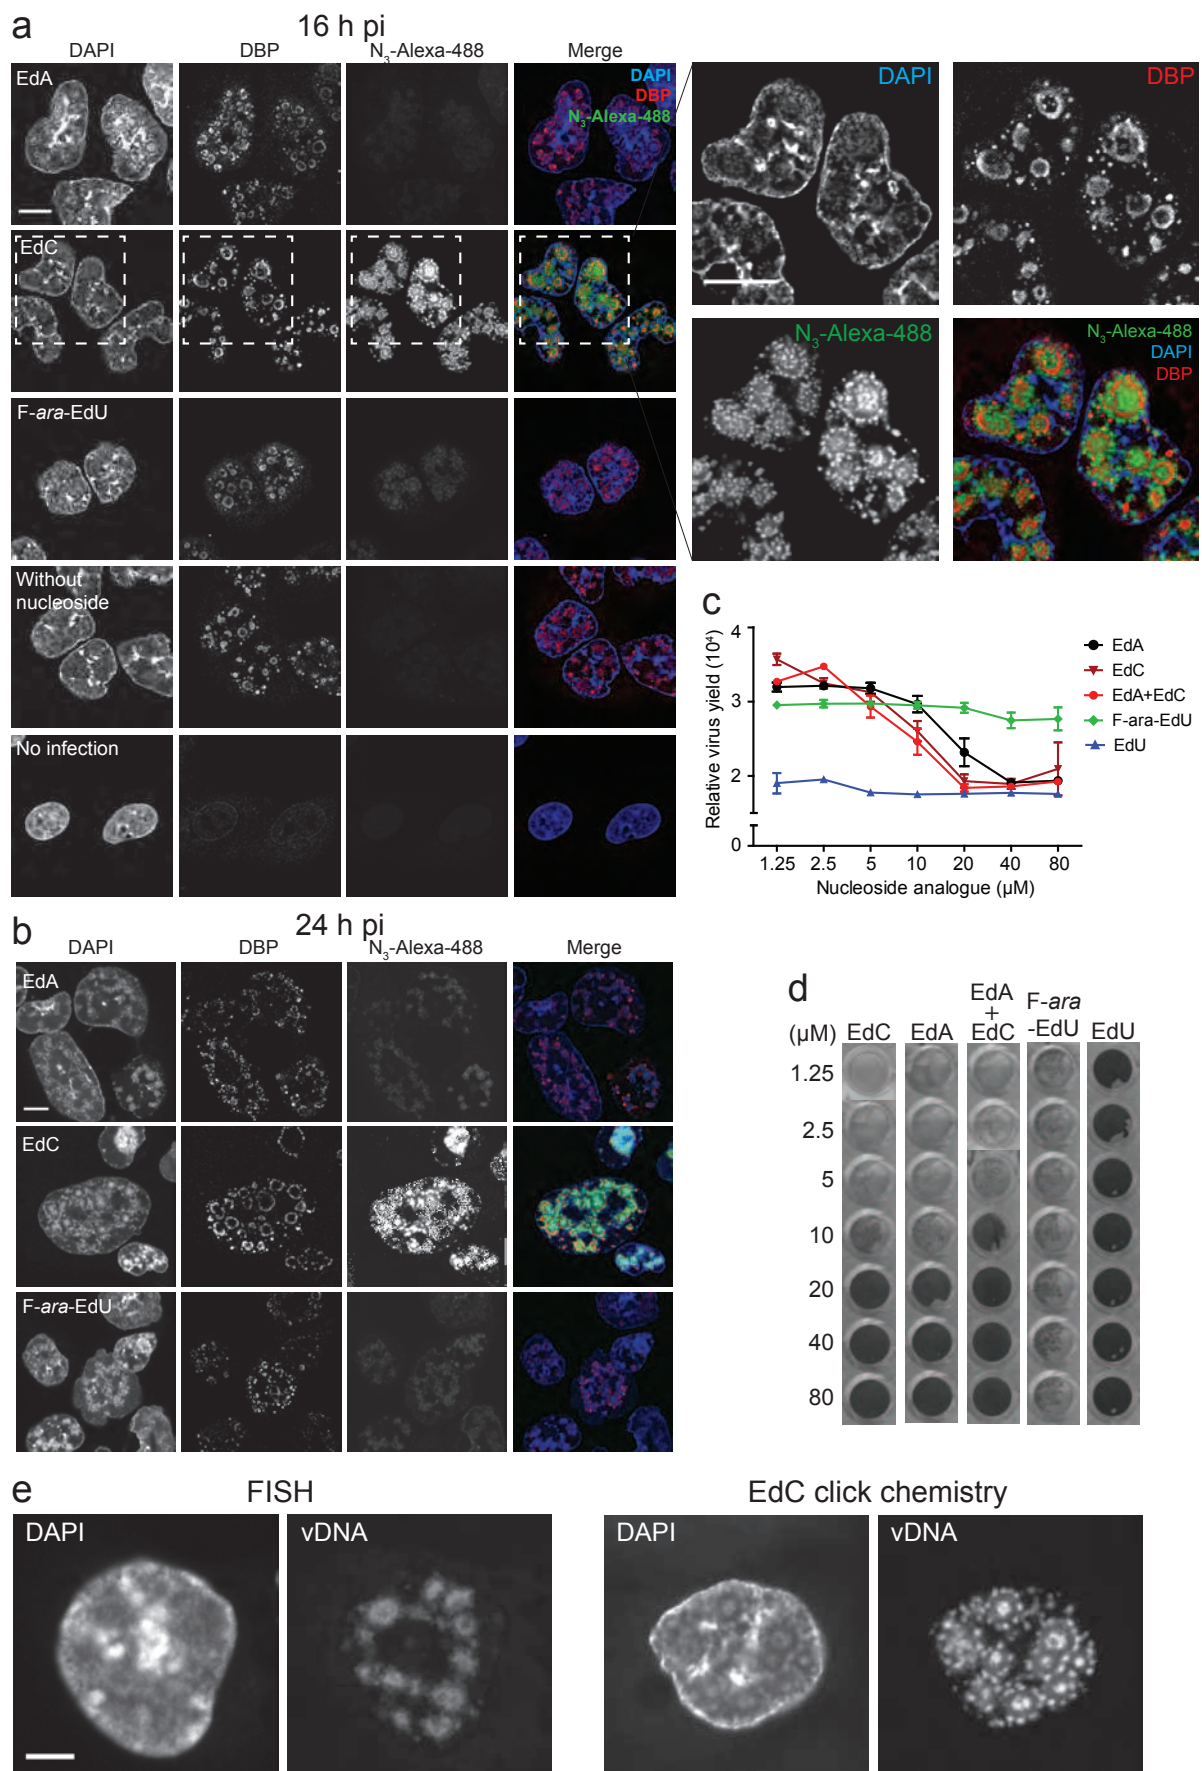 a
16 h pi
DAPI DBP N₃-Alexa-488 Merge
EdA
DAPI
DBP
N₃-Alexa-488
EdC
F-ara-EdU
Without
nucleoside
No infection
DAPI
DBP
N₃-Alexa-488
N₃-Alexa-488
DAPI
DBP
b
24 h pi
DAPI DBP N₃-Alexa-488 Merge
EdA
EdC
F-ara-EdU
c
Relative virus yield (10⁴)
4
3
2
0
1.25 2.5 5 10 20 40 80
Nucleoside analogue (µM)
EdA
EdC
EdA+EdC
F-ara-EdU
EdU
d
(µM) EdC EdA EdA + EdC F-ara-EdU EdU
1.25
2.5
5
10
20
40
80
e
FISH
DAPI vDNA
EdC click chemistry
DAPI vDNA